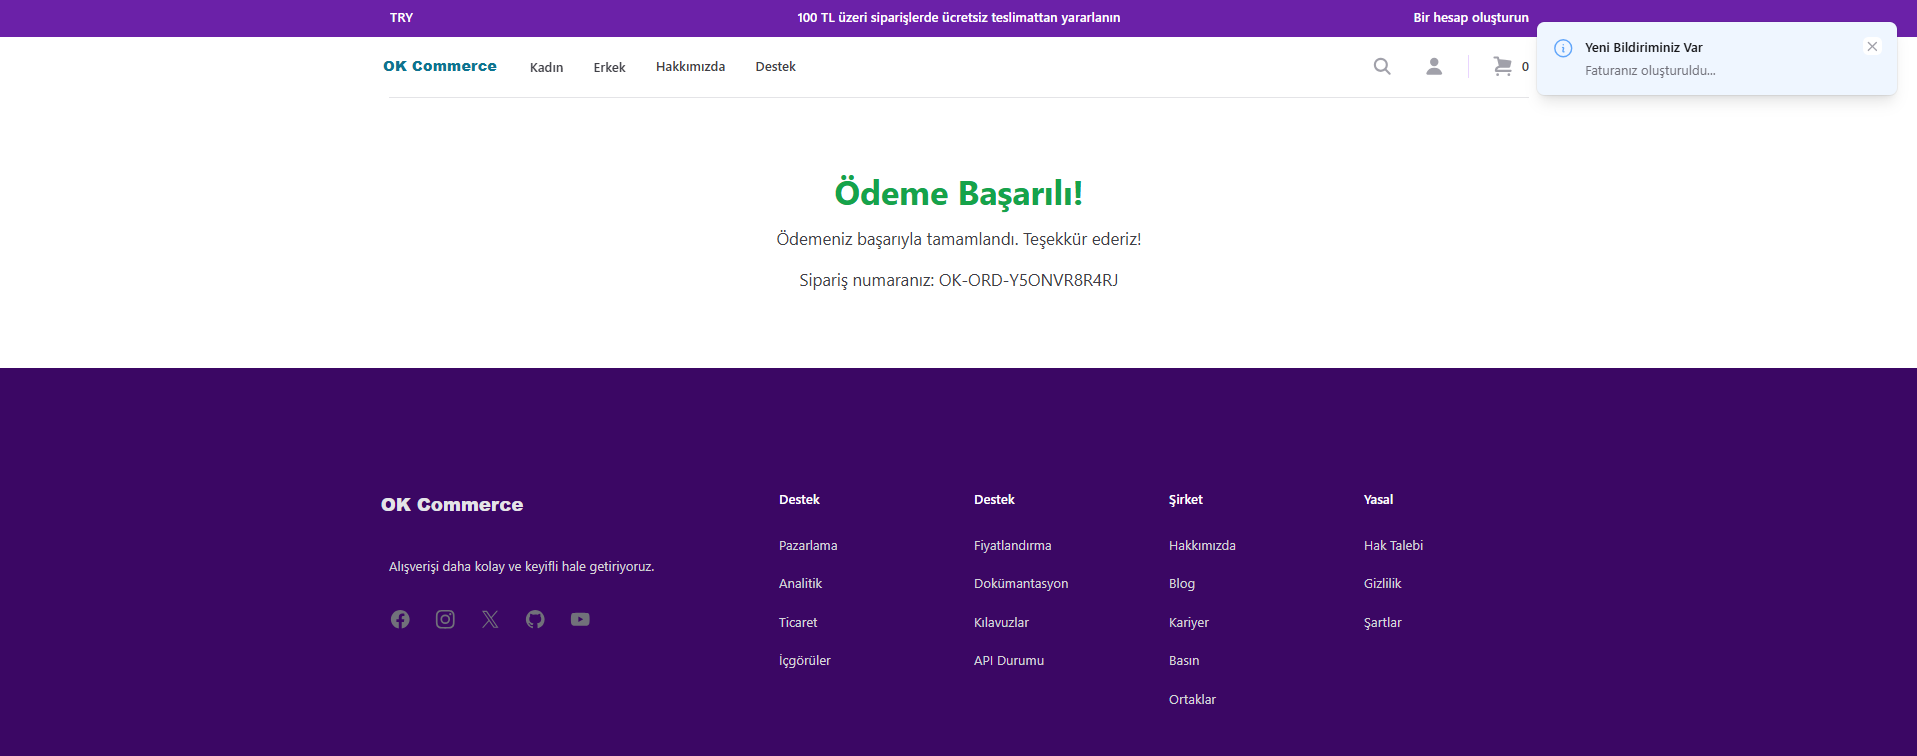 TRY
100 TL üzeri siparişlerde ücretsiz teslimattan yararlanın
Bir hesap oluşturun
OK Commerce
Kadın
Erkek
Hakkımızda
Destek
0
Yeni Bildiriminiz Var
Faturanız oluşturuldu...
Ödeme Başarılı!
Ödemeniz başarıyla tamamlandı. Teşekkür ederiz!
Sipariş numaranız: OK-ORD-Y5ONVR8R4RJ
OK Commerce
Alışverişi daha kolay ve keyifli hale getiriyoruz.
Destek
Pazarlama
Analitik
Ticaret
İçgörüler
Destek
Fiyatlandırma
Dokümantasyon
Kılavuzlar
API Durumu
Şirket
Hakkımızda
Blog
Kariyer
Basın
Ortaklar
Yasal
Hak Talebi
Gizlilik
Şartlar